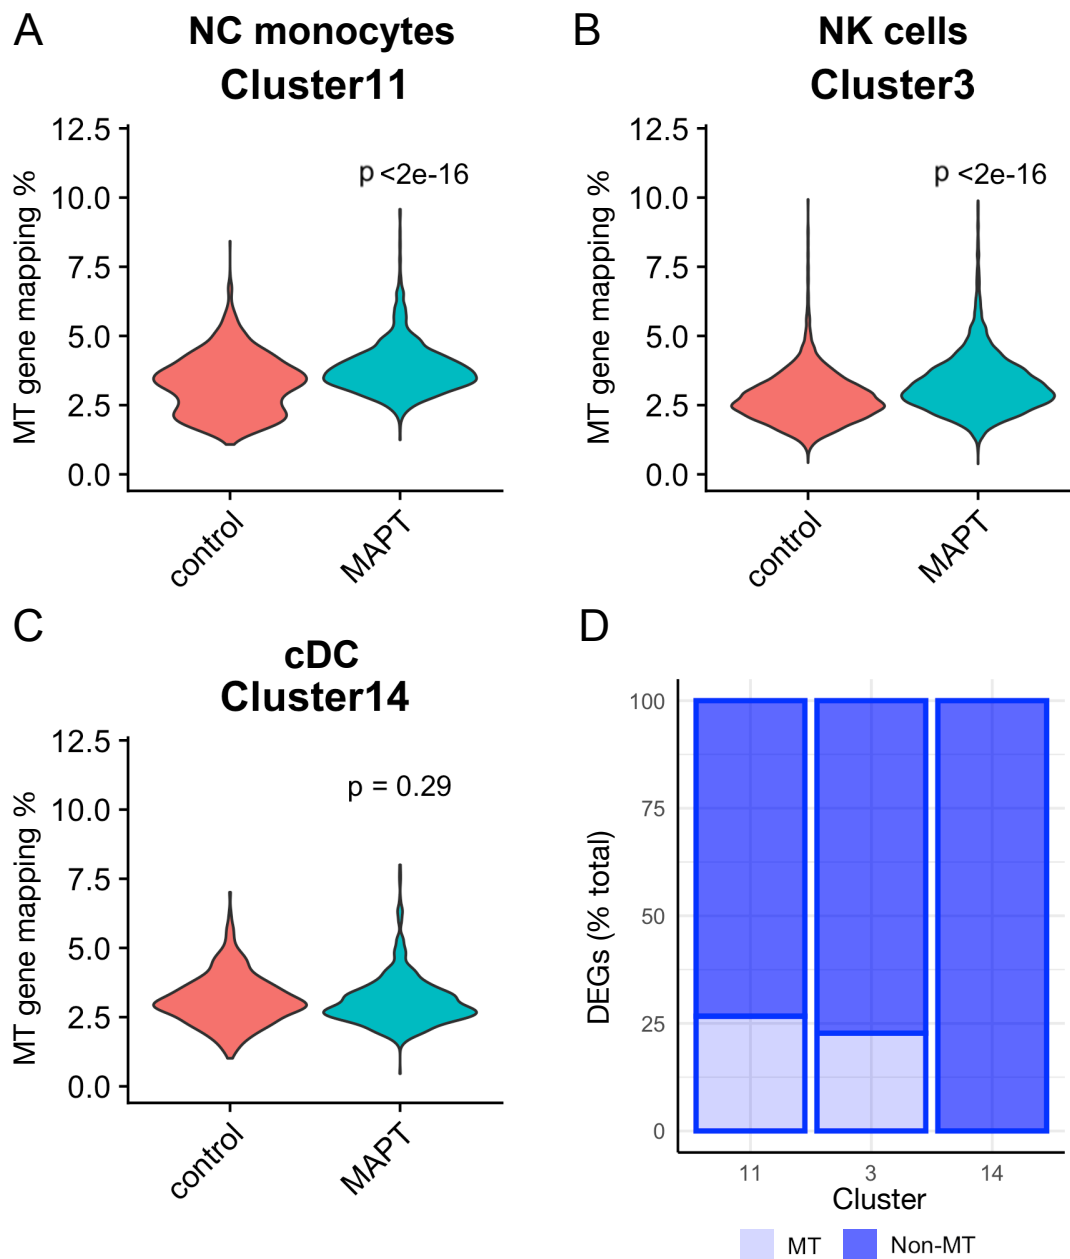 A
NC monocytes
Cluster11
MT gene mapping %
12.5
10.0
7.5
5.0
2.5
0.0
p <2e-16
control
MAPT
B
NK cells
Cluster3
MT gene mapping %
12.5
10.0
7.5
5.0
2.5
0.0
p <2e-16
control
MAPT
C
cDC
Cluster14
MT gene mapping %
12.5
10.0
7.5
5.0
2.5
0.0
p = 0.29
control
MAPT
D
DEGs (% total)
100
75
50
25
0
11 3 14
Cluster
MT Non-MT